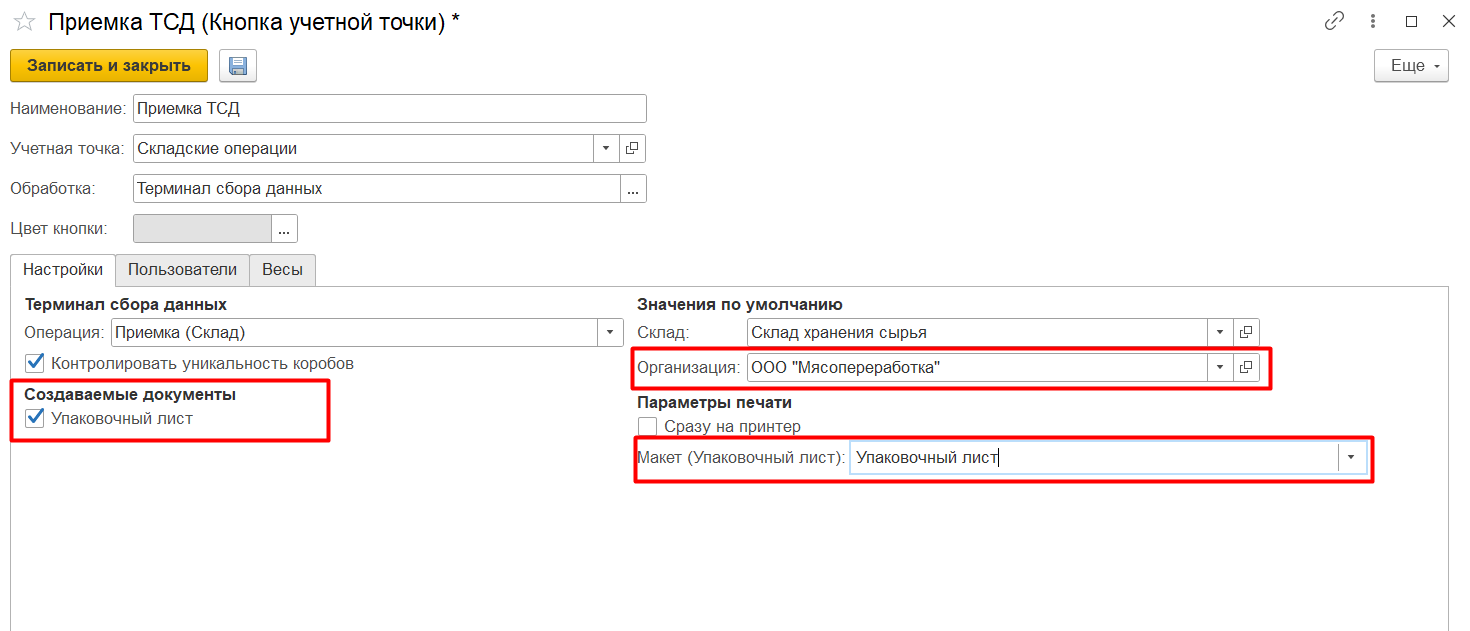 Приемка ТСД (Кнопка учетной точки) *
Записать и закрыть
Еще
Наименование: Приемка ТСД
Учетная точка: Складские операции
Обработка: Терминал сбора данных ...
Цвет кнопки: ...
Настройки Пользователи Весы
Терминал сбора данных
Операция: Приемка (Склад)
Контролировать уникальность коробов
Создаваемые документы
Упаковочный лист
Значения по умолчанию
Склад: Склад хранения сырья
Организация: ООО "Мясопереработка"
Параметры печати
Сразу на принтер
Макет (Упаковочный лист): Упаковочный лист